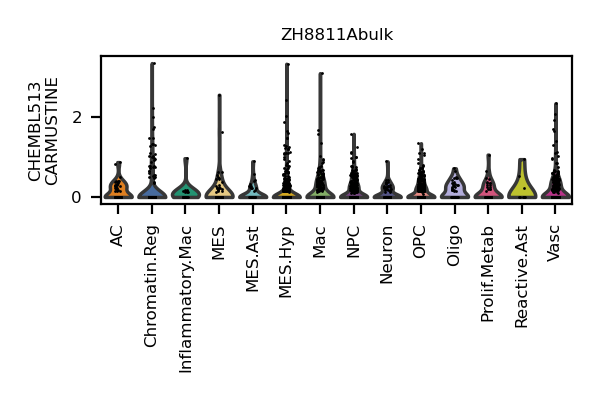 ZH8811Abulk
CHEMBL513
CARMUSTINE
2
0
AC
Chromatin.Reg
Inflammatory.Mac
MES
MES.Ast
MES.Hyp
Mac
NPC
Neuron
OPC
Oligo
Prolif.Metab
Reactive.Ast
Vasc